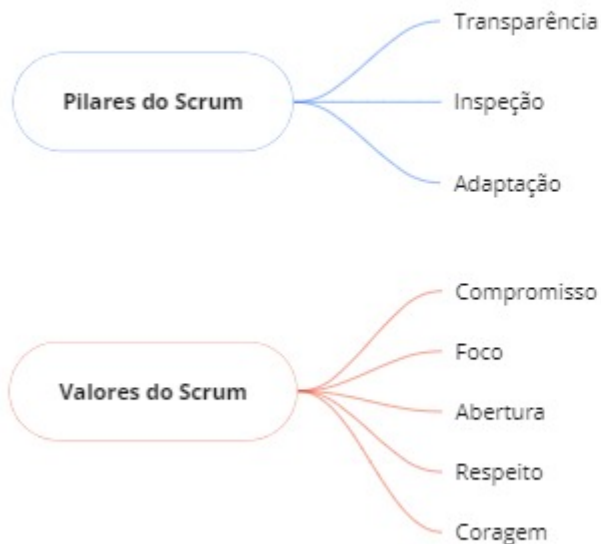 Pilares do Scrum
Transparência
Inspeção
Adaptação
Valores do Scrum
Compromisso
Foco
Abertura
Respeito
Coragem